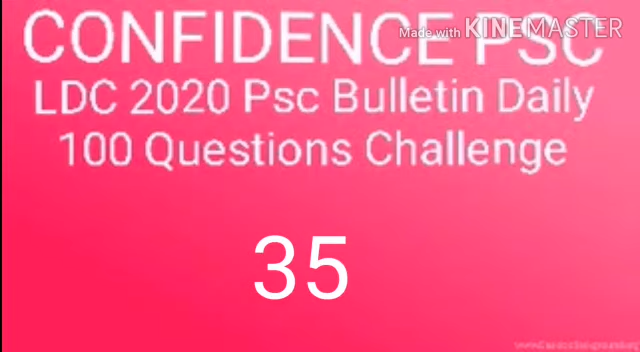 CONFIDENCE PSC
Made with KINEMASTER
LDC 2020 Psc Bulletin Daily
100 Questions Challenge
35